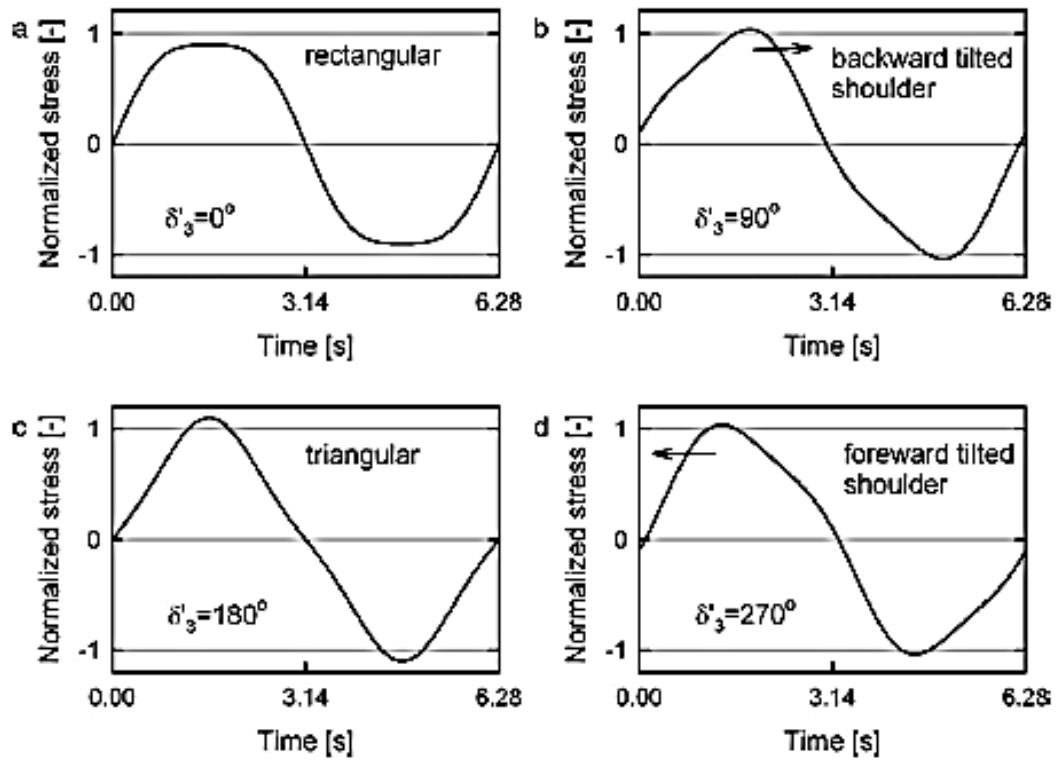 a
Normalized stress [-]
1
0
-1
rectangular
δ'₃=0°
0.00
3.14
6.28
Time [s]
b
Normalized stress [-]
1
0
-1
backward tilted
shoulder
δ'₃=90°
0.00
3.14
6.28
Time [s]
c
Normalized stress [-]
1
0
-1
triangular
δ'₃=180°
0.00
3.14
6.28
Time [s]
d
Normalized stress [-]
1
0
-1
foreward tilted
shoulder
δ'₃=270°
0.00
3.14
6.28
Time [s]